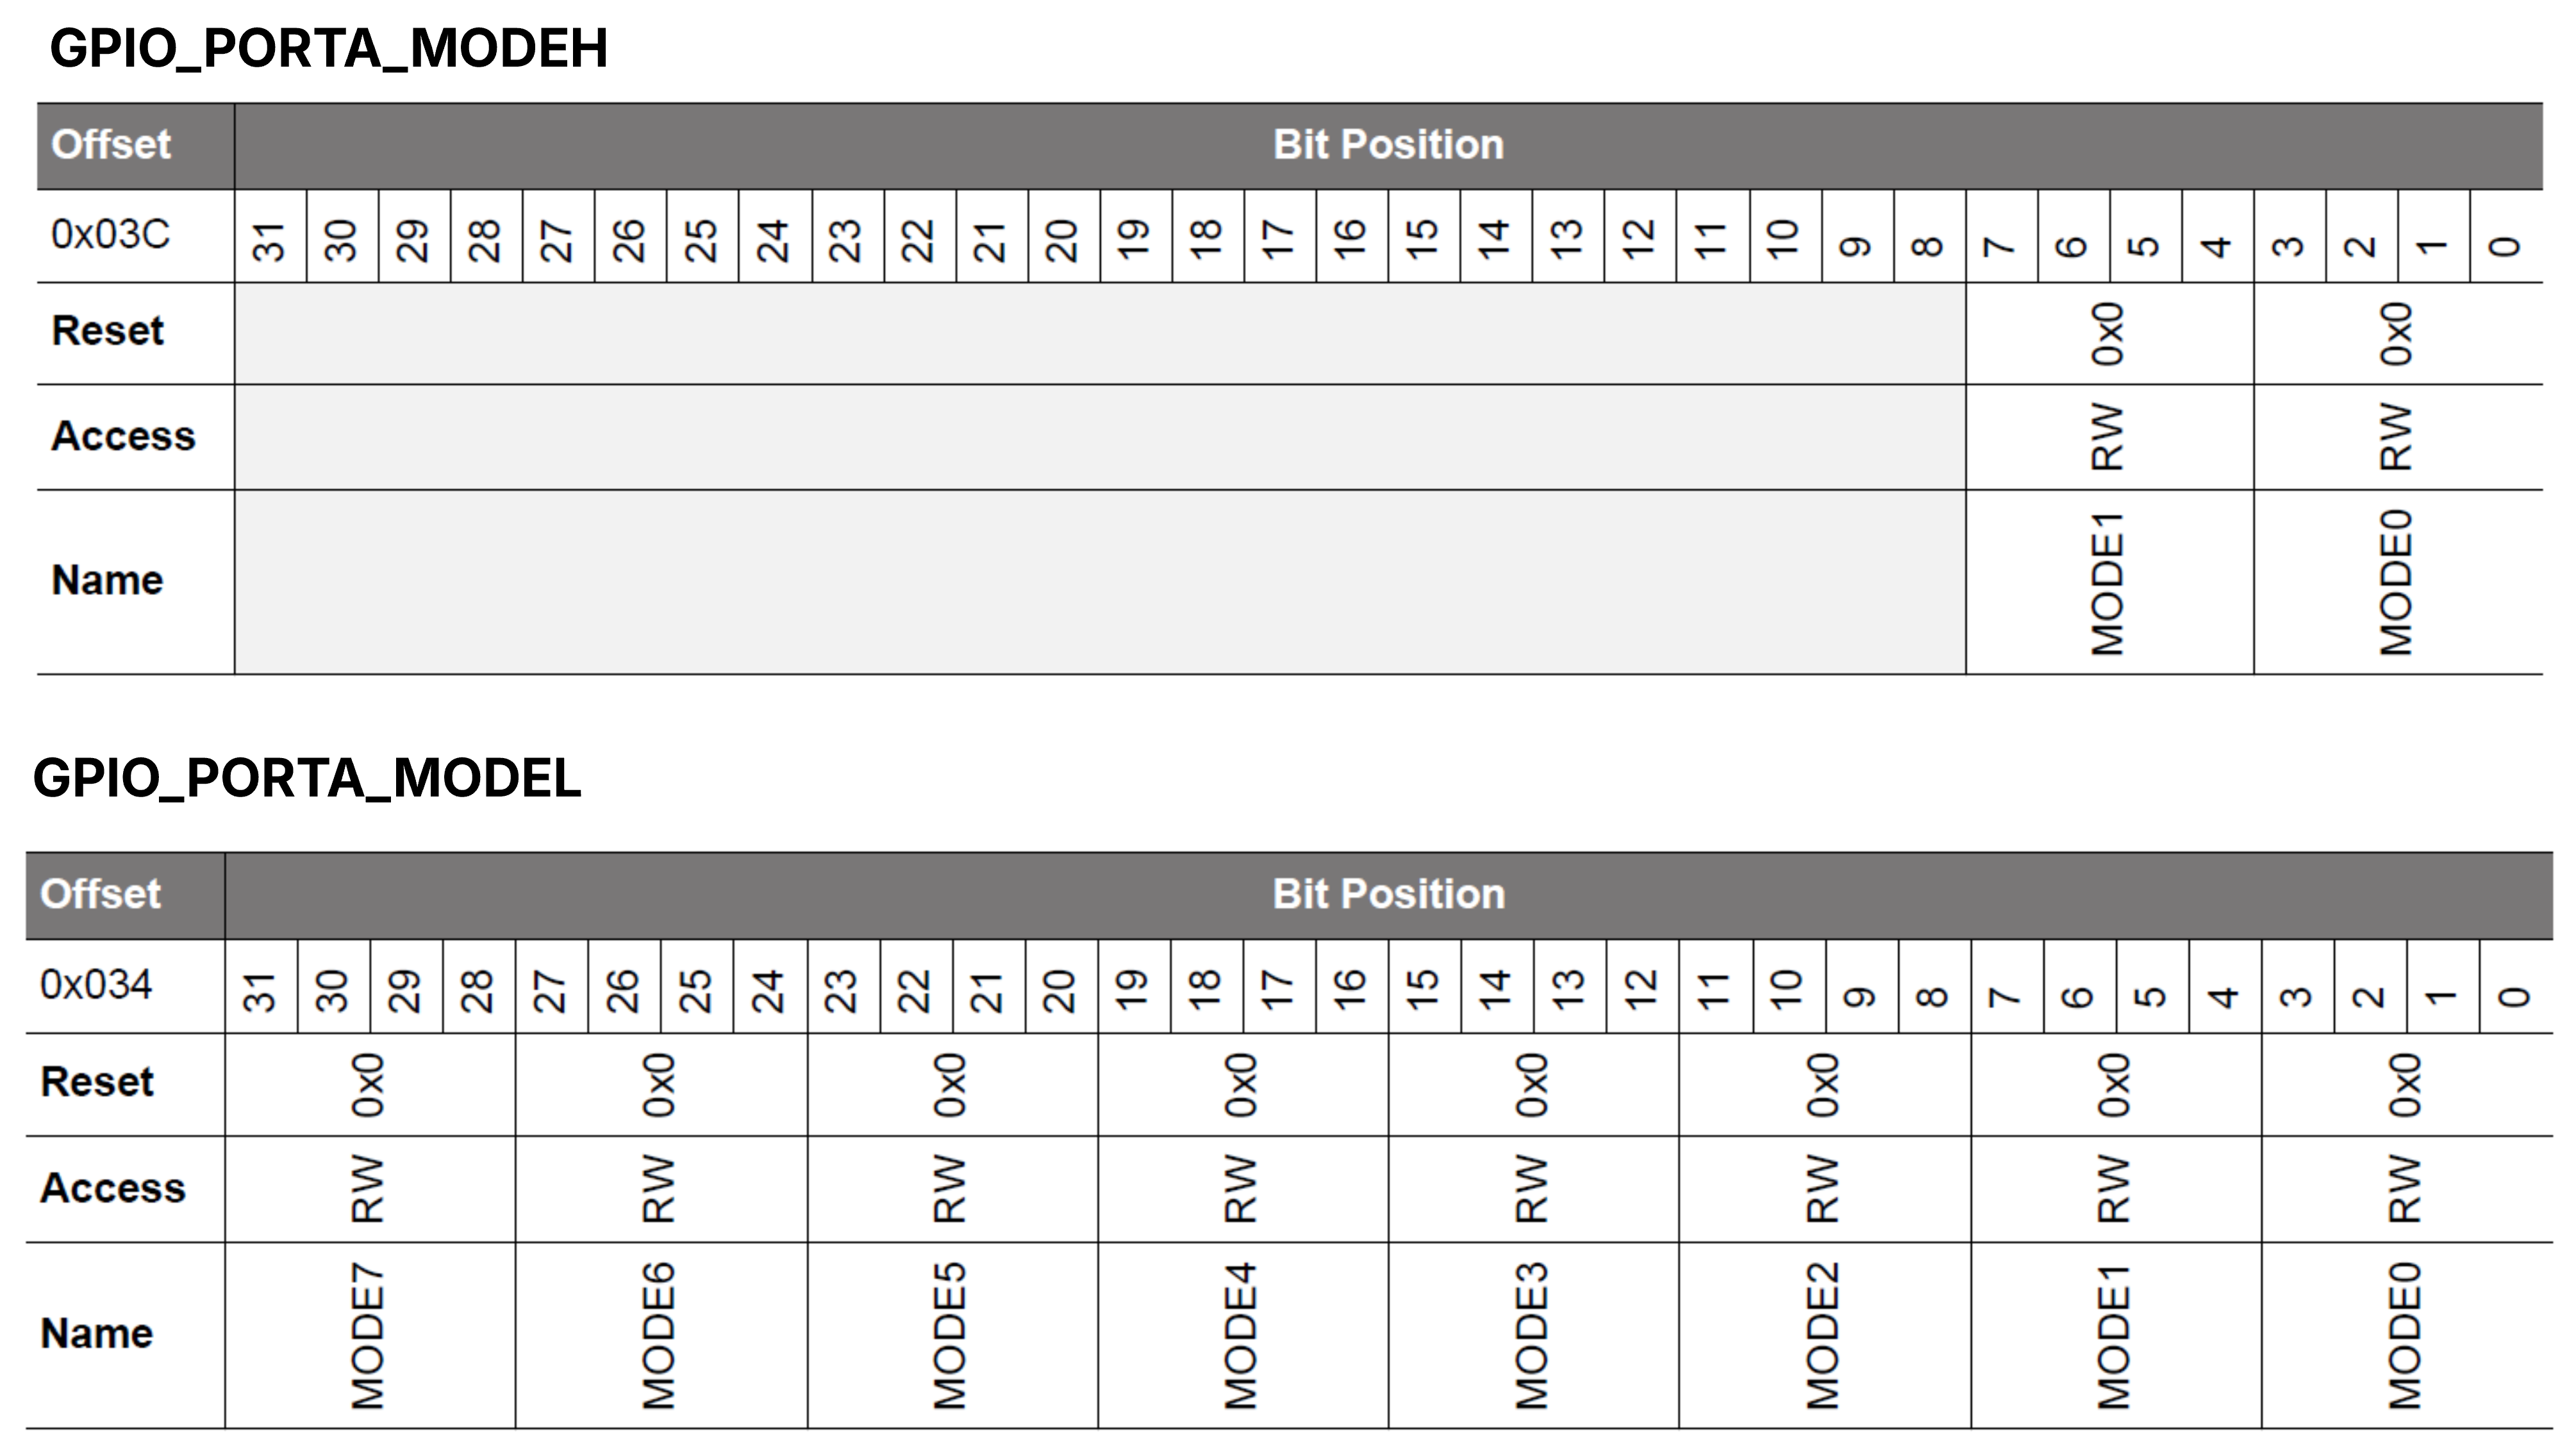 GPIO_PORTA_MODEH
Offset Bit Position
0x03C 31 30 29 28 27 26 25 24 23 22 21 20 19 18 17 16 15 14 13 12 11 10 9 8 7 6 5 4 3 2 1 0
Reset 0x0 0x0
Access RW RW
Name MODE1 MODE0
GPIO_PORTA_MODEL
Offset Bit Position
0x034 31 30 29 28 27 26 25 24 23 22 21 20 19 18 17 16 15 14 13 12 11 10 9 8 7 6 5 4 3 2 1 0
Reset 0x0 0x0 0x0 0x0 0x0 0x0 0x0 0x0
Access RW RW RW RW RW RW RW RW
Name MODE7 MODE6 MODE5 MODE4 MODE3 MODE2 MODE1 MODE0